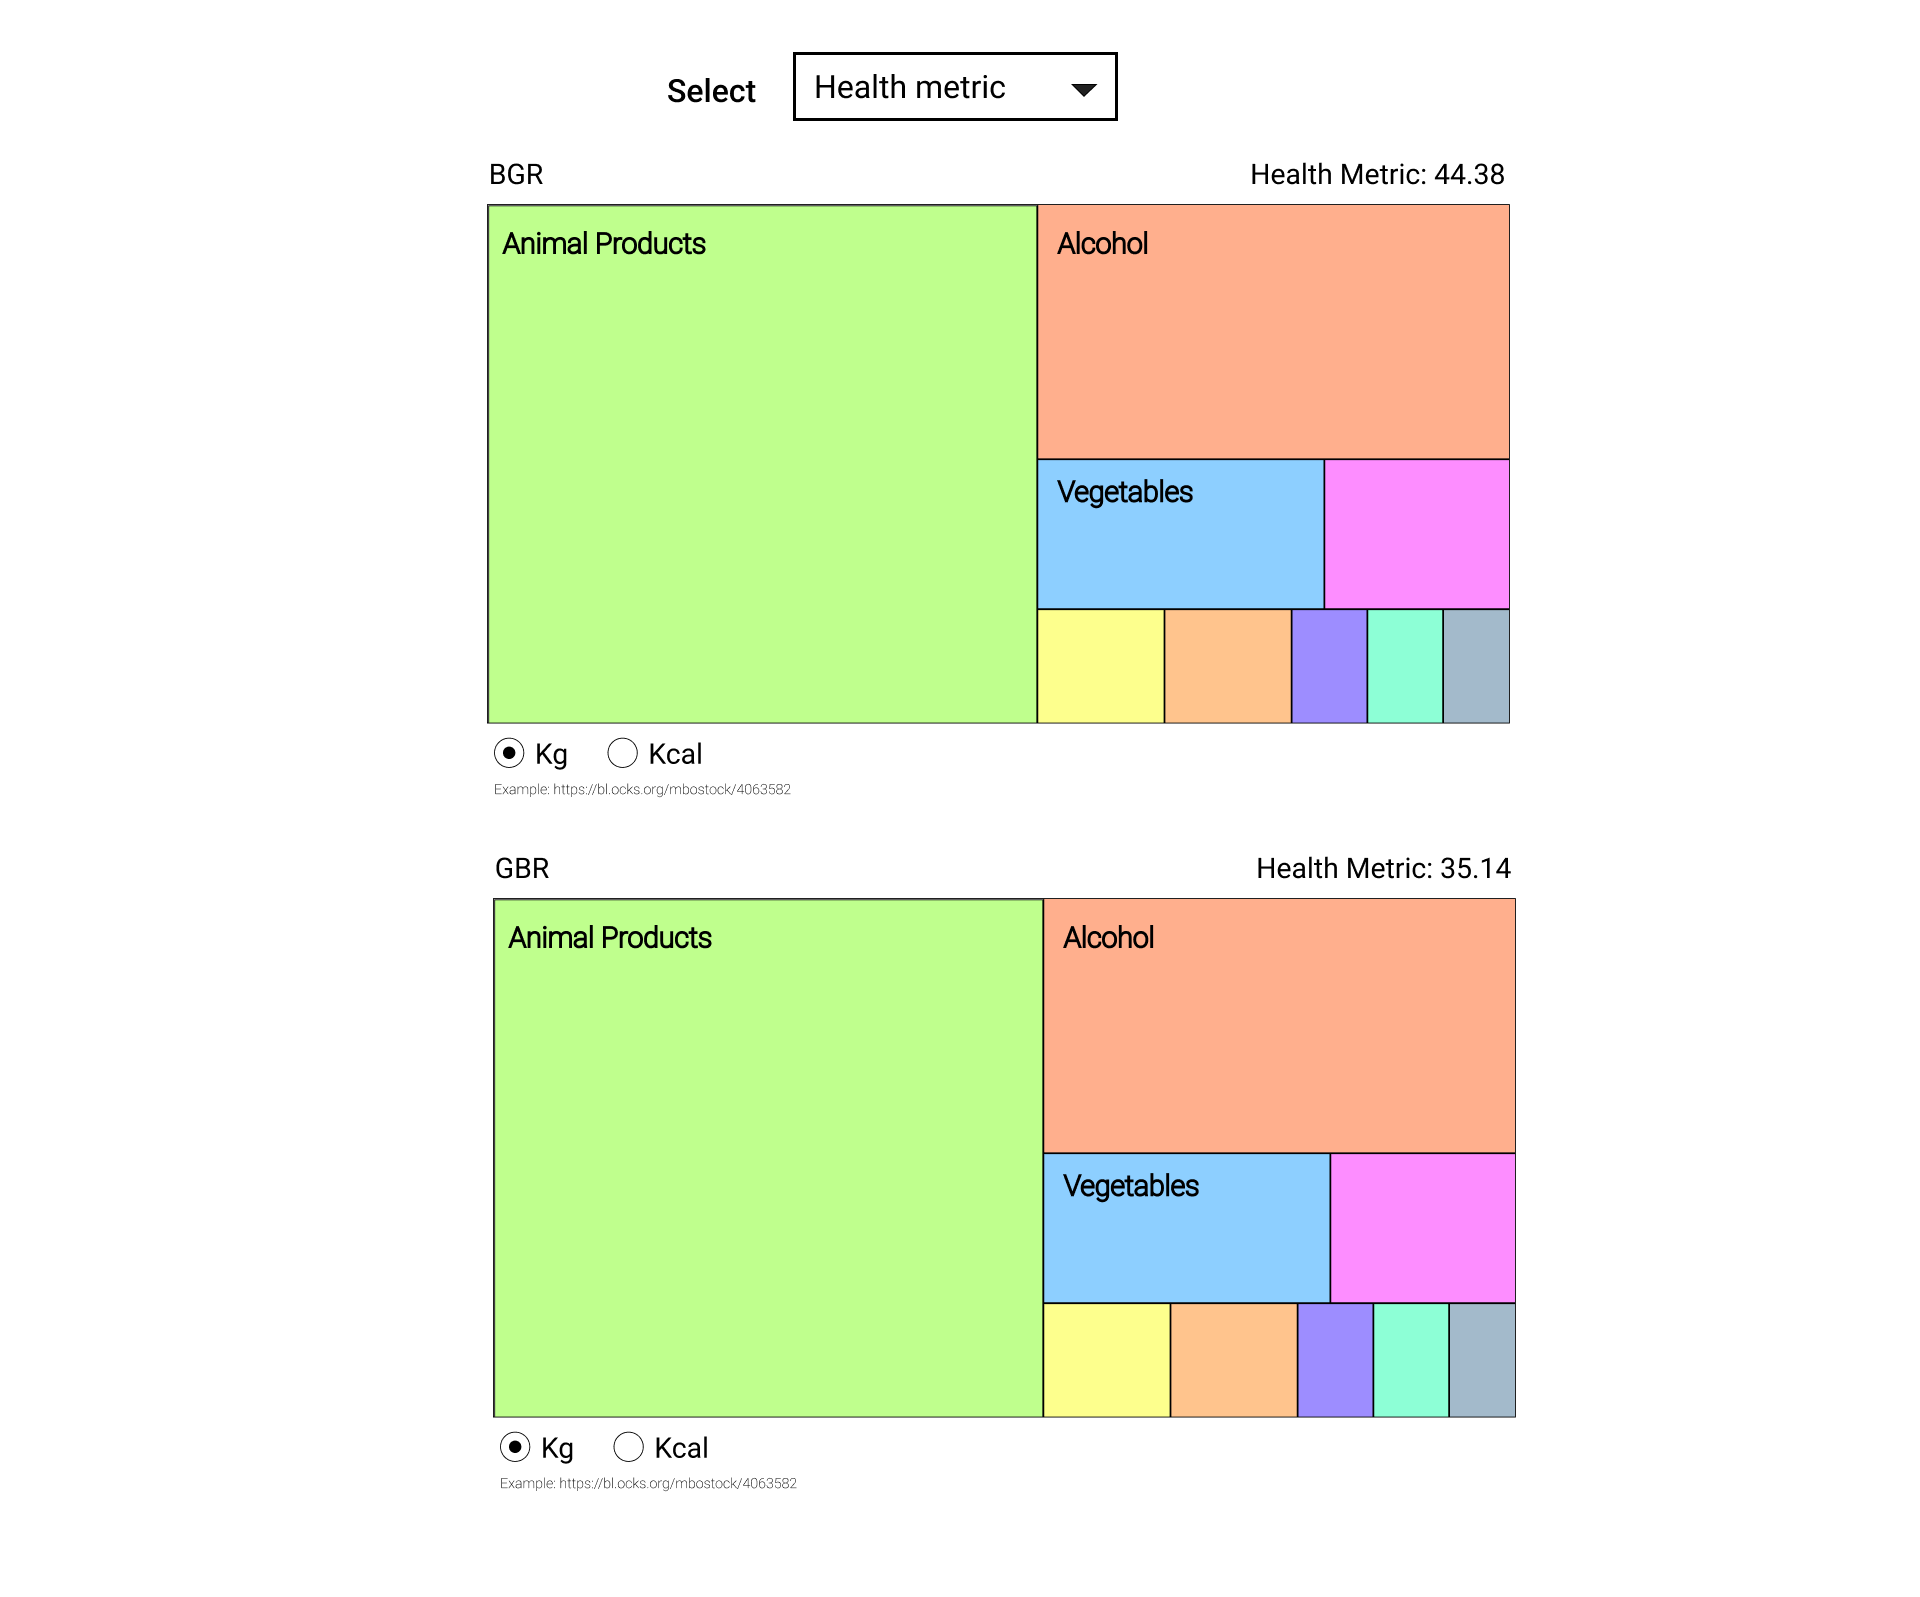 Select
Health metric
BGR
Health Metric: 44.38
Animal Products
Alcohol
Vegetables
Kg
Kcal
Example: https://bl.ocks.org/mbostock/4063582
GBR
Health Metric: 35.14
Animal Products
Alcohol
Vegetables
Kg
Kcal
Example: https://bl.ocks.org/mbostock/4063582